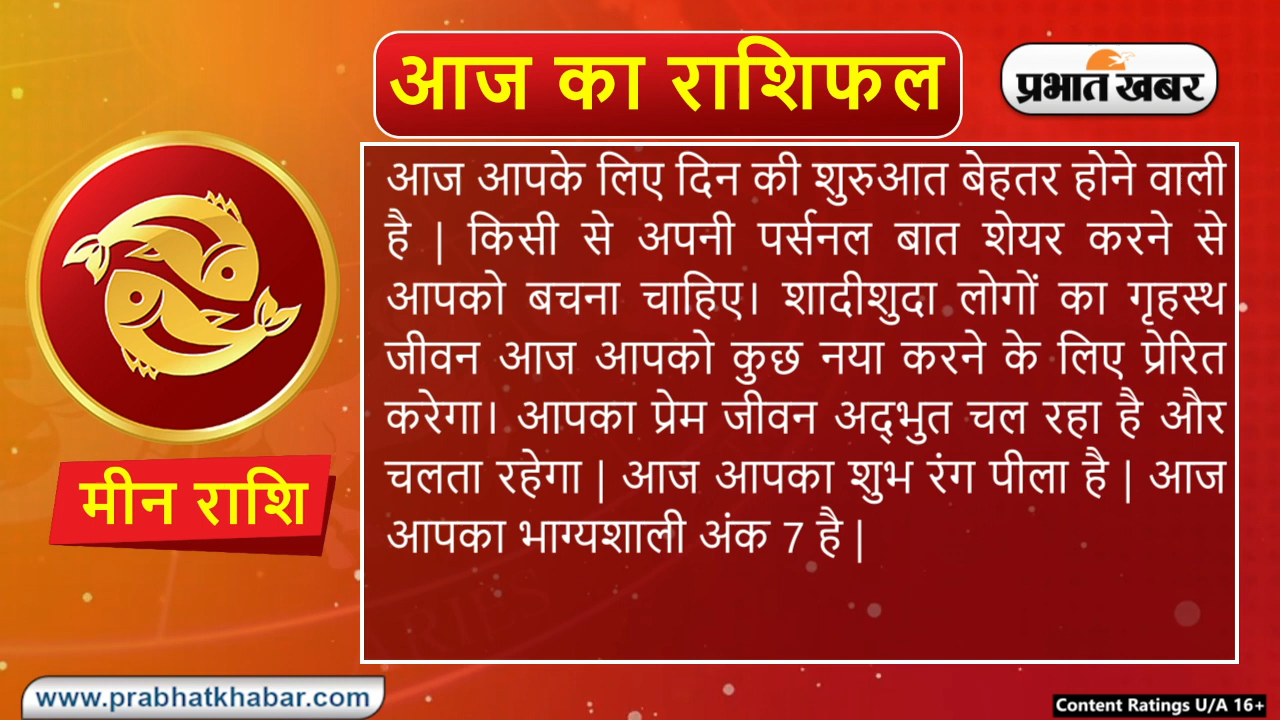 आज का राशिफल
प्रभात खबर
आज आपके लिए दिन की शुरुआत बेहतर होने वाली
है | किसी से अपनी पर्सनल बात शेयर करने से
आपको बचना चाहिए। शादीशुदा लोगों का गृहस्थ
जीवन आज आपको कुछ नया करने के लिए प्रेरित
करेगा। आपका प्रेम जीवन अद्भुत चल रहा है और
चलता रहेगा | आज आपका शुभ रंग पीला है | आज
आपका भाग्यशाली अंक 7 है |
मीन राशि
www.prabhatkhabar.com
Content Ratings U/A 16+